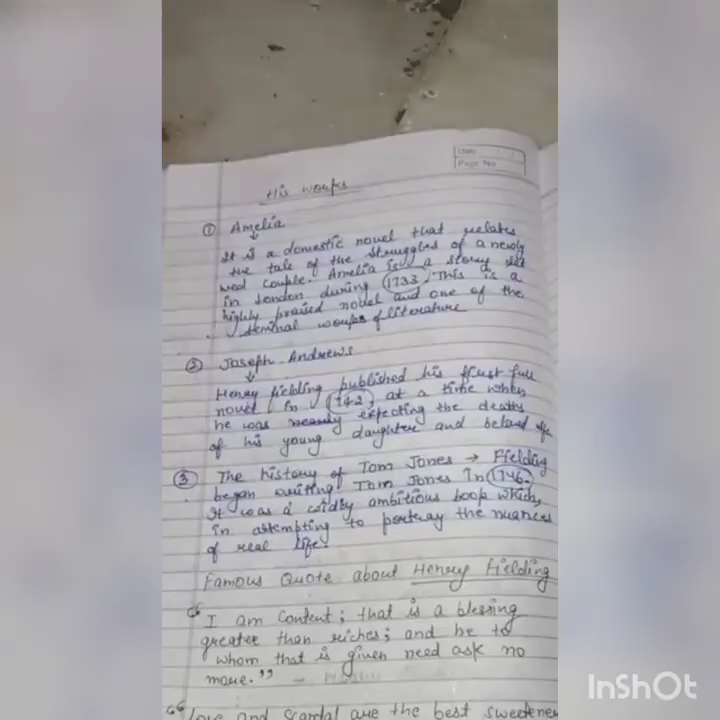 Date
Page No
His works
① Amelia
It is a domestic novel that relates
the tale of the struggles of a newly
wed couple. Amelia is a story set
in London during 1733. This is a
highly praised novel and one of the
seminal works of literature
② Joseph Andrews
Henry fielding published his first full
novel in 1742, at a time when
he was expecting the death
of his young daughter and beloved
③ The history of Tom Jones → Fielding
began writing Tom Jones in 1746.
It was a wildly ambitious book which,
in attempting to portray the nuances
of real life.
Famous Quote about Henry Fielding
"I am content; that is a blessing
greater than riches; and he to
whom that is given need ask no
more."
"Love and scandal are the best sweetener
InShOt